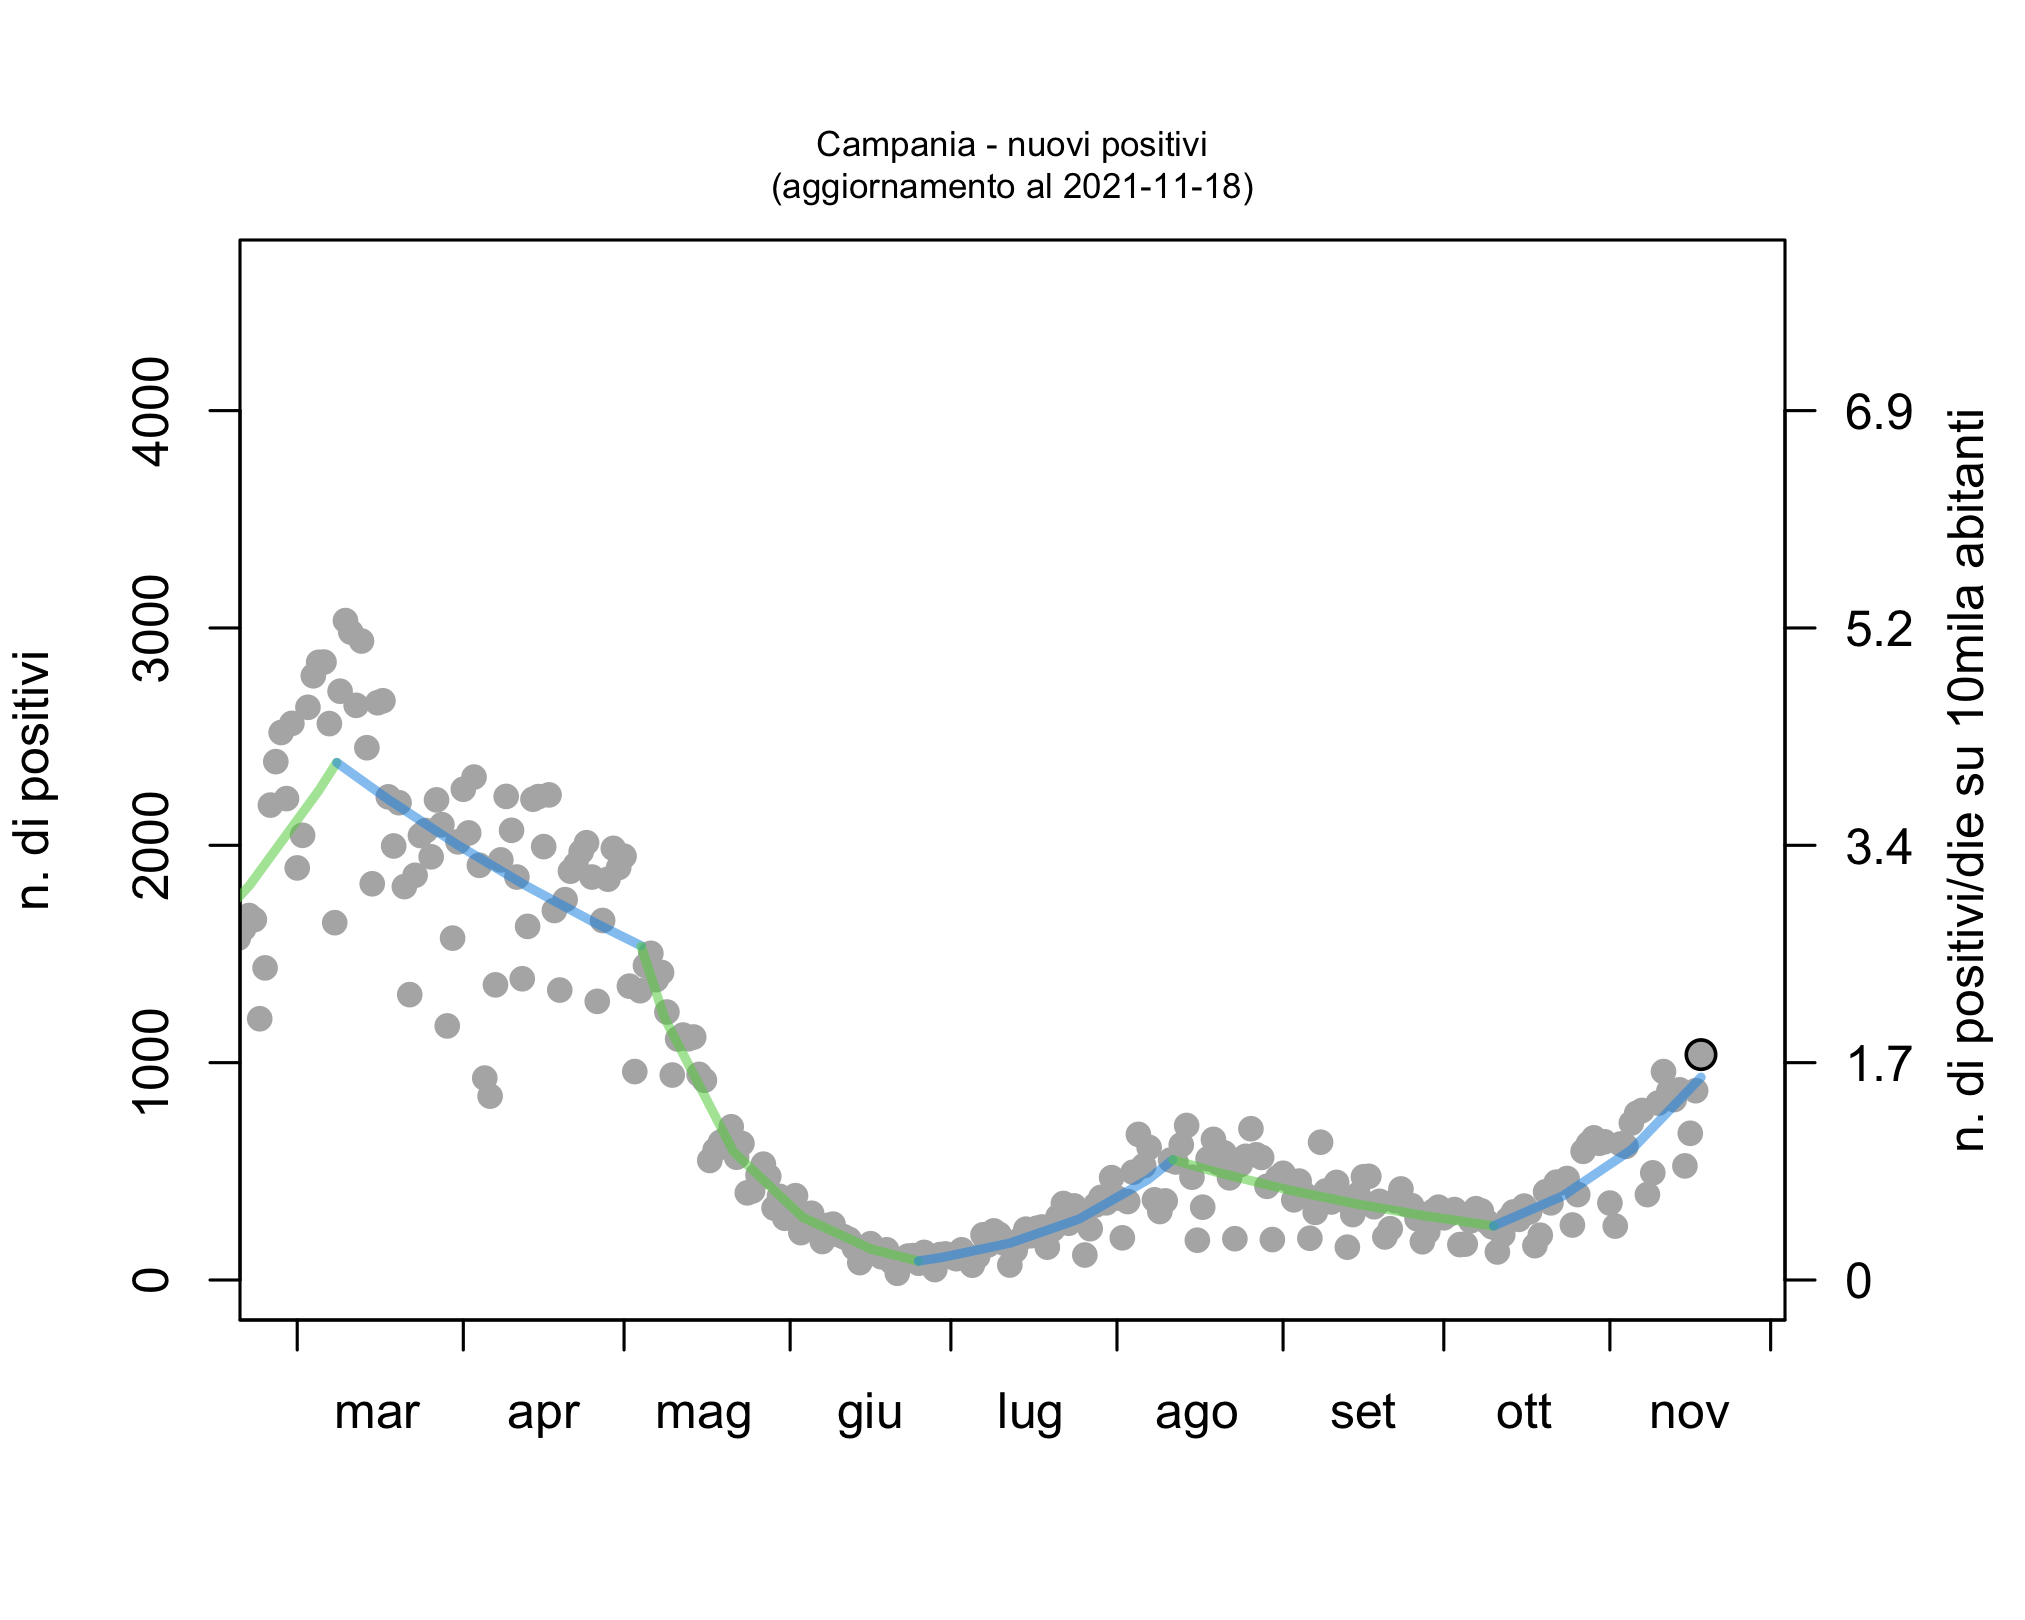 Campania - nuovi positivi
(aggiornamento al 2021-11-18)
n. di positivi
4000
3000
2000
1000
0
6.9
5.2
3.4
1.7
0
n. di positivi/die su 10mila abitanti
mar apr mag giu lug ago set ott nov